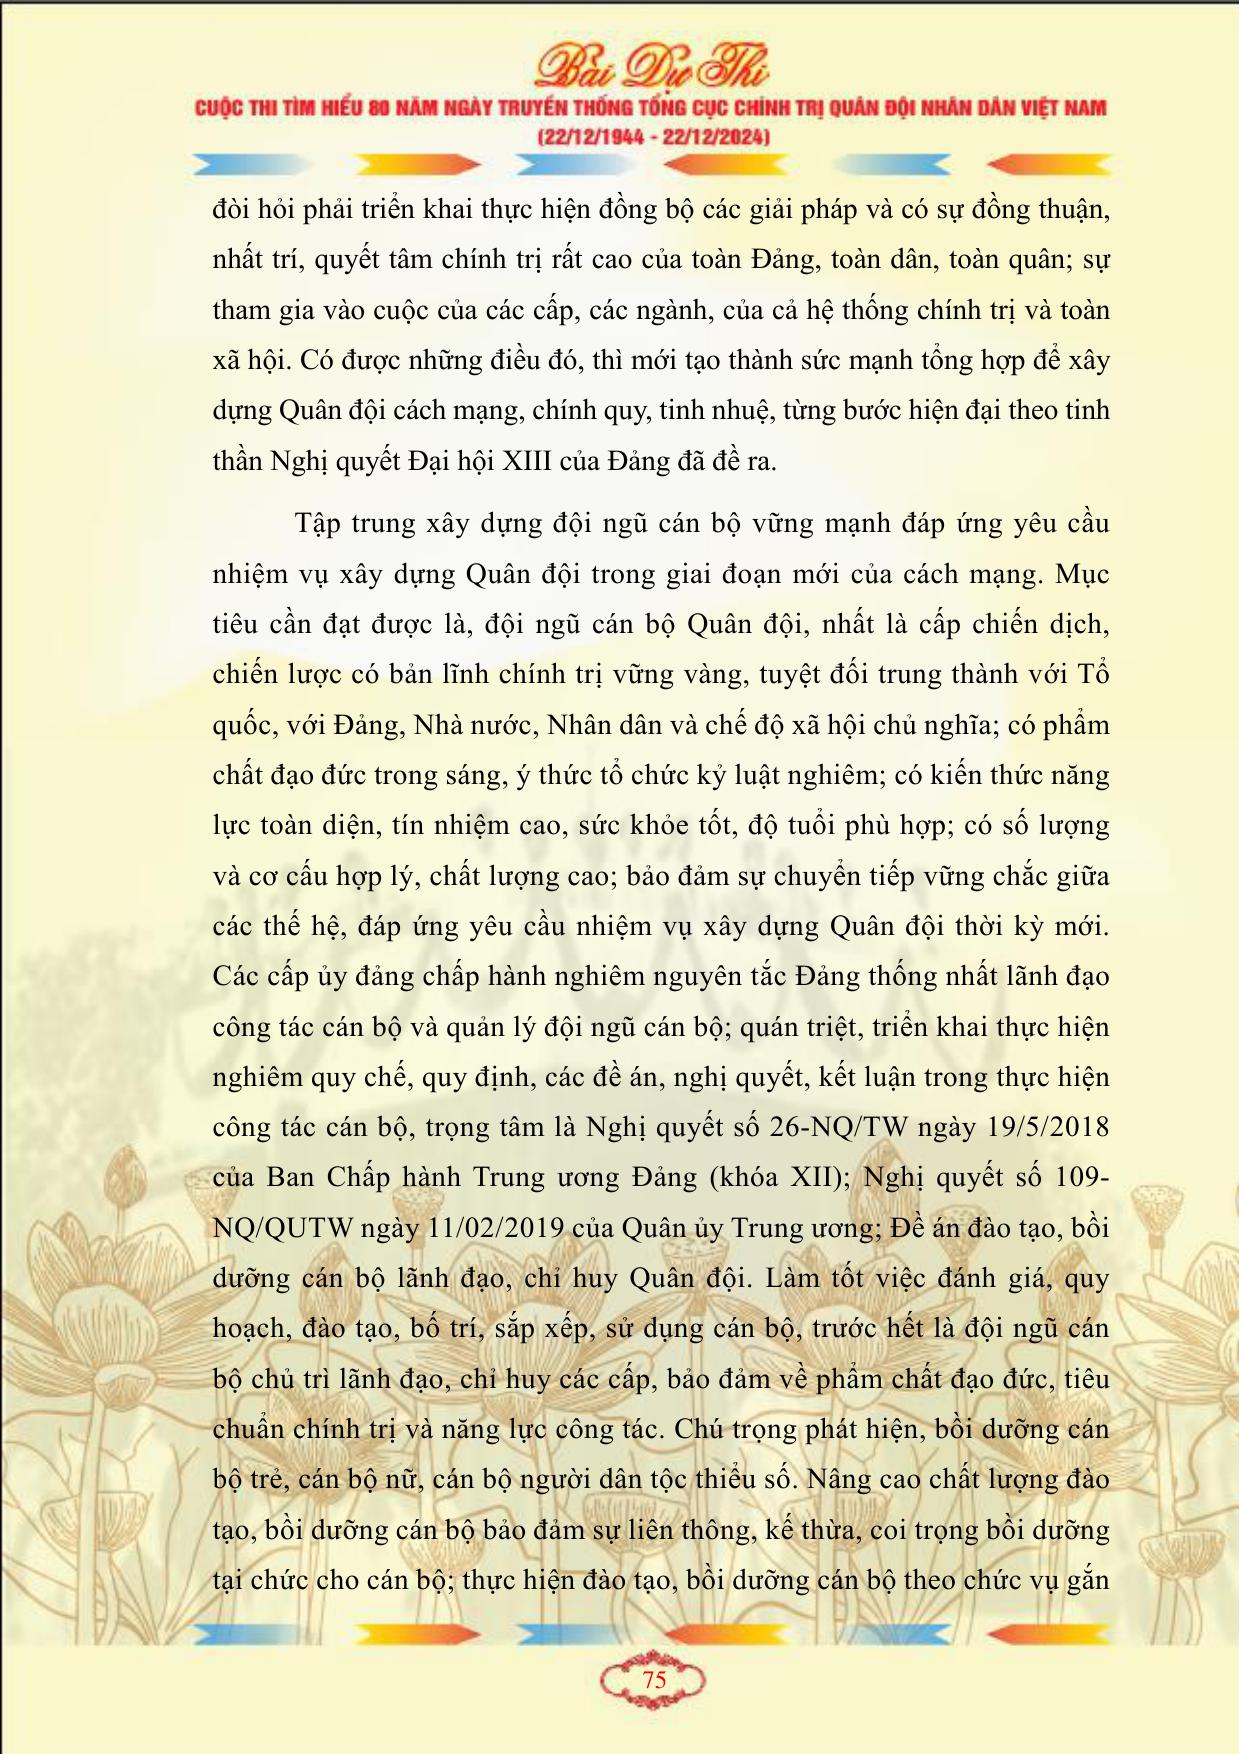 Bài Dự Thi
CUỘC THI TÌM HIỂU 80 NĂM NGÀY TRUYỀN THỐNG TỔNG CỤC CHÍNH TRỊ QUÂN ĐỘI NHÂN DÂN VIỆT NAM
(22/12/1944 - 22/12/2024)
đòi hỏi phải triển khai thực hiện đồng bộ các giải pháp và có sự đồng thuận,
nhất trí, quyết tâm chính trị rất cao của toàn Đảng, toàn dân, toàn quân; sự
tham gia vào cuộc của các cấp, các ngành, của cả hệ thống chính trị và toàn
xã hội. Có được những điều đó, thì mới tạo thành sức mạnh tổng hợp để xây
dựng Quân đội cách mạng, chính quy, tinh nhuệ, từng bước hiện đại theo tinh
thần Nghị quyết Đại hội XIII của Đảng đã đề ra.
Tập trung xây dựng đội ngũ cán bộ vững mạnh đáp ứng yêu cầu
nhiệm vụ xây dựng Quân đội trong giai đoạn mới của cách mạng. Mục
tiêu cần đạt được là, đội ngũ cán bộ Quân đội, nhất là cấp chiến dịch,
chiến lược có bản lĩnh chính trị vững vàng, tuyệt đối trung thành với Tổ
quốc, với Đảng, Nhà nước, Nhân dân và chế độ xã hội chủ nghĩa; có phẩm
chất đạo đức trong sáng, ý thức tổ chức kỷ luật nghiêm; có kiến thức năng
lực toàn diện, tín nhiệm cao, sức khỏe tốt, độ tuổi phù hợp; có số lượng
và cơ cấu hợp lý, chất lượng cao; bảo đảm sự chuyển tiếp vững chắc giữa
các thế hệ, đáp ứng yêu cầu nhiệm vụ xây dựng Quân đội thời kỳ mới.
Các cấp ủy đảng chấp hành nghiêm nguyên tắc Đảng thống nhất lãnh đạo
công tác cán bộ và quản lý đội ngũ cán bộ; quán triệt, triển khai thực hiện
nghiêm quy chế, quy định, các đề án, nghị quyết, kết luận trong thực hiện
công tác cán bộ, trọng tâm là Nghị quyết số 26-NQ/TW ngày 19/5/2018
của Ban Chấp hành Trung ương Đảng (khóa XII); Nghị quyết số 109-
NQ/QUTW ngày 11/02/2019 của Quân ủy Trung ương; Đề án đào tạo, bồi
dưỡng cán bộ lãnh đạo, chỉ huy Quân đội. Làm tốt việc đánh giá, quy
hoạch, đào tạo, bố trí, sắp xếp, sử dụng cán bộ, trước hết là đội ngũ cán
bộ chủ trì lãnh đạo, chỉ huy các cấp, bảo đảm về phẩm chất đạo đức, tiêu
chuẩn chính trị và năng lực công tác. Chú trọng phát hiện, bồi dưỡng cán
bộ trẻ, cán bộ nữ, cán bộ người dân tộc thiểu số. Nâng cao chất lượng đào
tạo, bồi dưỡng cán bộ bảo đảm sự liên thông, kế thừa, coi trọng bồi dưỡng
tại chức cho cán bộ; thực hiện đào tạo, bồi dưỡng cán bộ theo chức vụ gắn
75